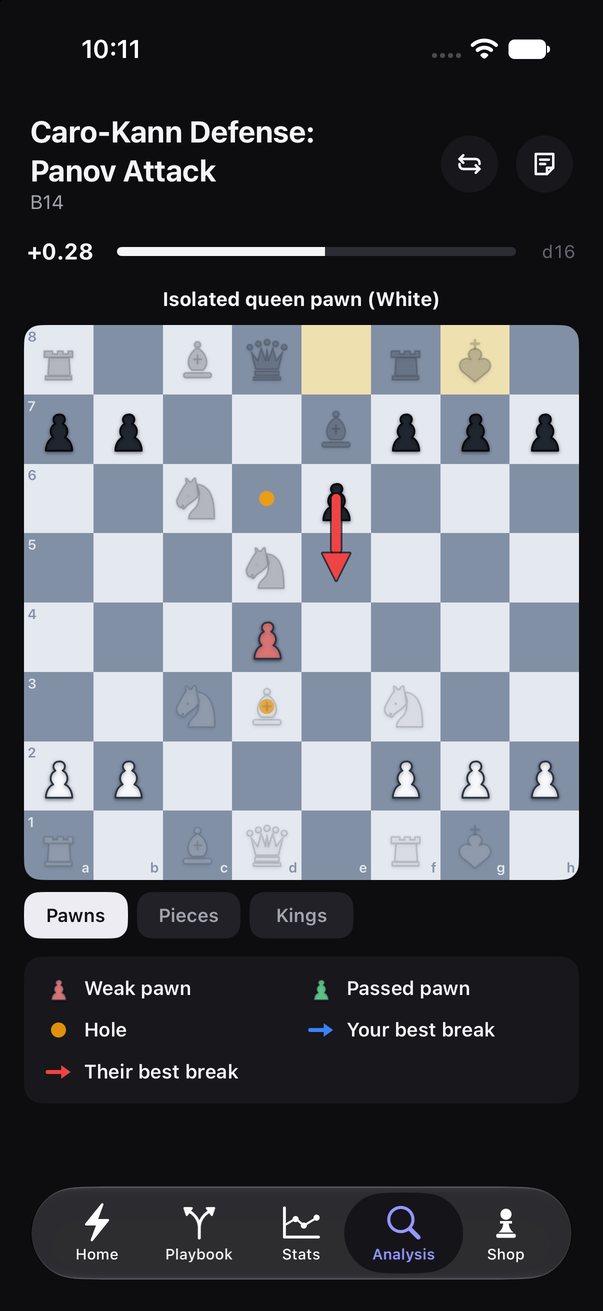 10:11
Caro-Kann Defense:
Panov Attack
B14
+0.28 d16
Isolated queen pawn (White)
8
7
6
5
4
3
2
1
a b c d e f g h
Pawns Pieces Kings
Weak pawn Passed pawn
Hole Your best break
Their best break
Home Playbook Stats Analysis Shop